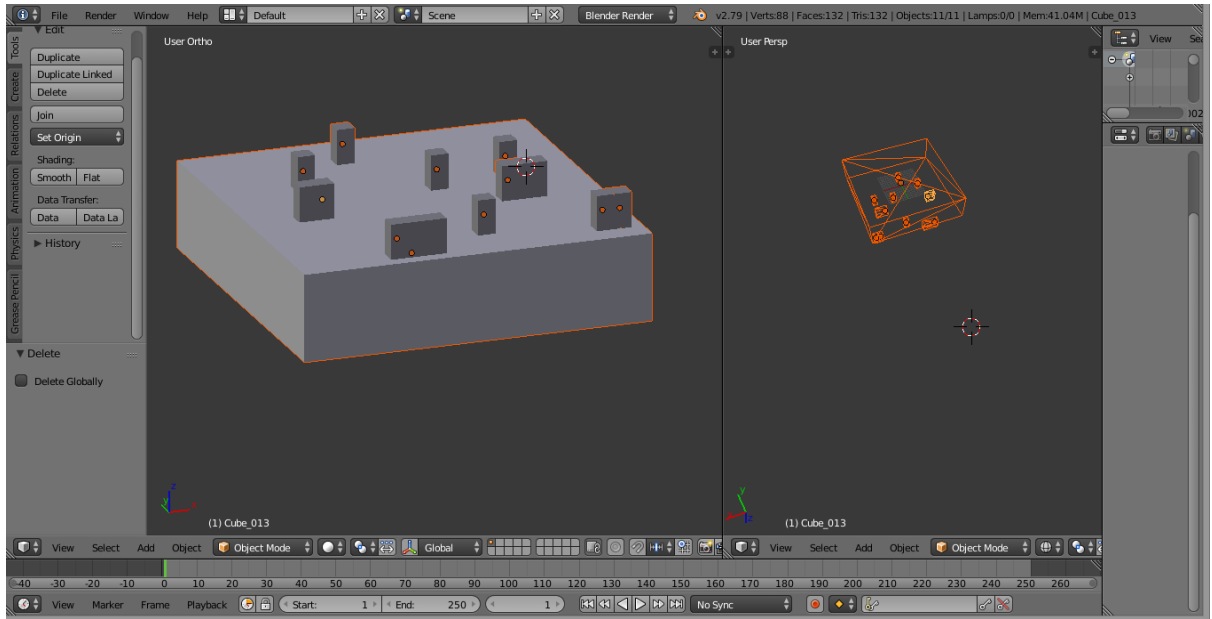 File Render Window Help Default Scene Blender Render v2.79 | Verts:88 | Faces:132 | Tris:132 | Objects:11/11 | Lamps:0/0 | Mem:41.04M | Cube_013
Tools
Create
Relations
Animation
Physics
Grease Pencil
▼ Edit
Duplicate
Duplicate Linked
Delete
Join
Set Origin
Shading:
Smooth Flat
Data Transfer:
Data Data La
▶ History
▼ Delete
Delete Globally
User Ortho
z
y
x
(1) Cube_013
User Persp
y
z
(1) Cube_013
View
102
View Select Add Object Object Mode Global
View Select Add Object Object Mode
-40 -30 -20 -10 0 10 20 30 40 50 60 70 80 90 100 110 120 130 140 150 160 170 180 190 200 210 220 230 240 250 260
View Marker Frame Playback Start: 1 End: 250 1 No Sync